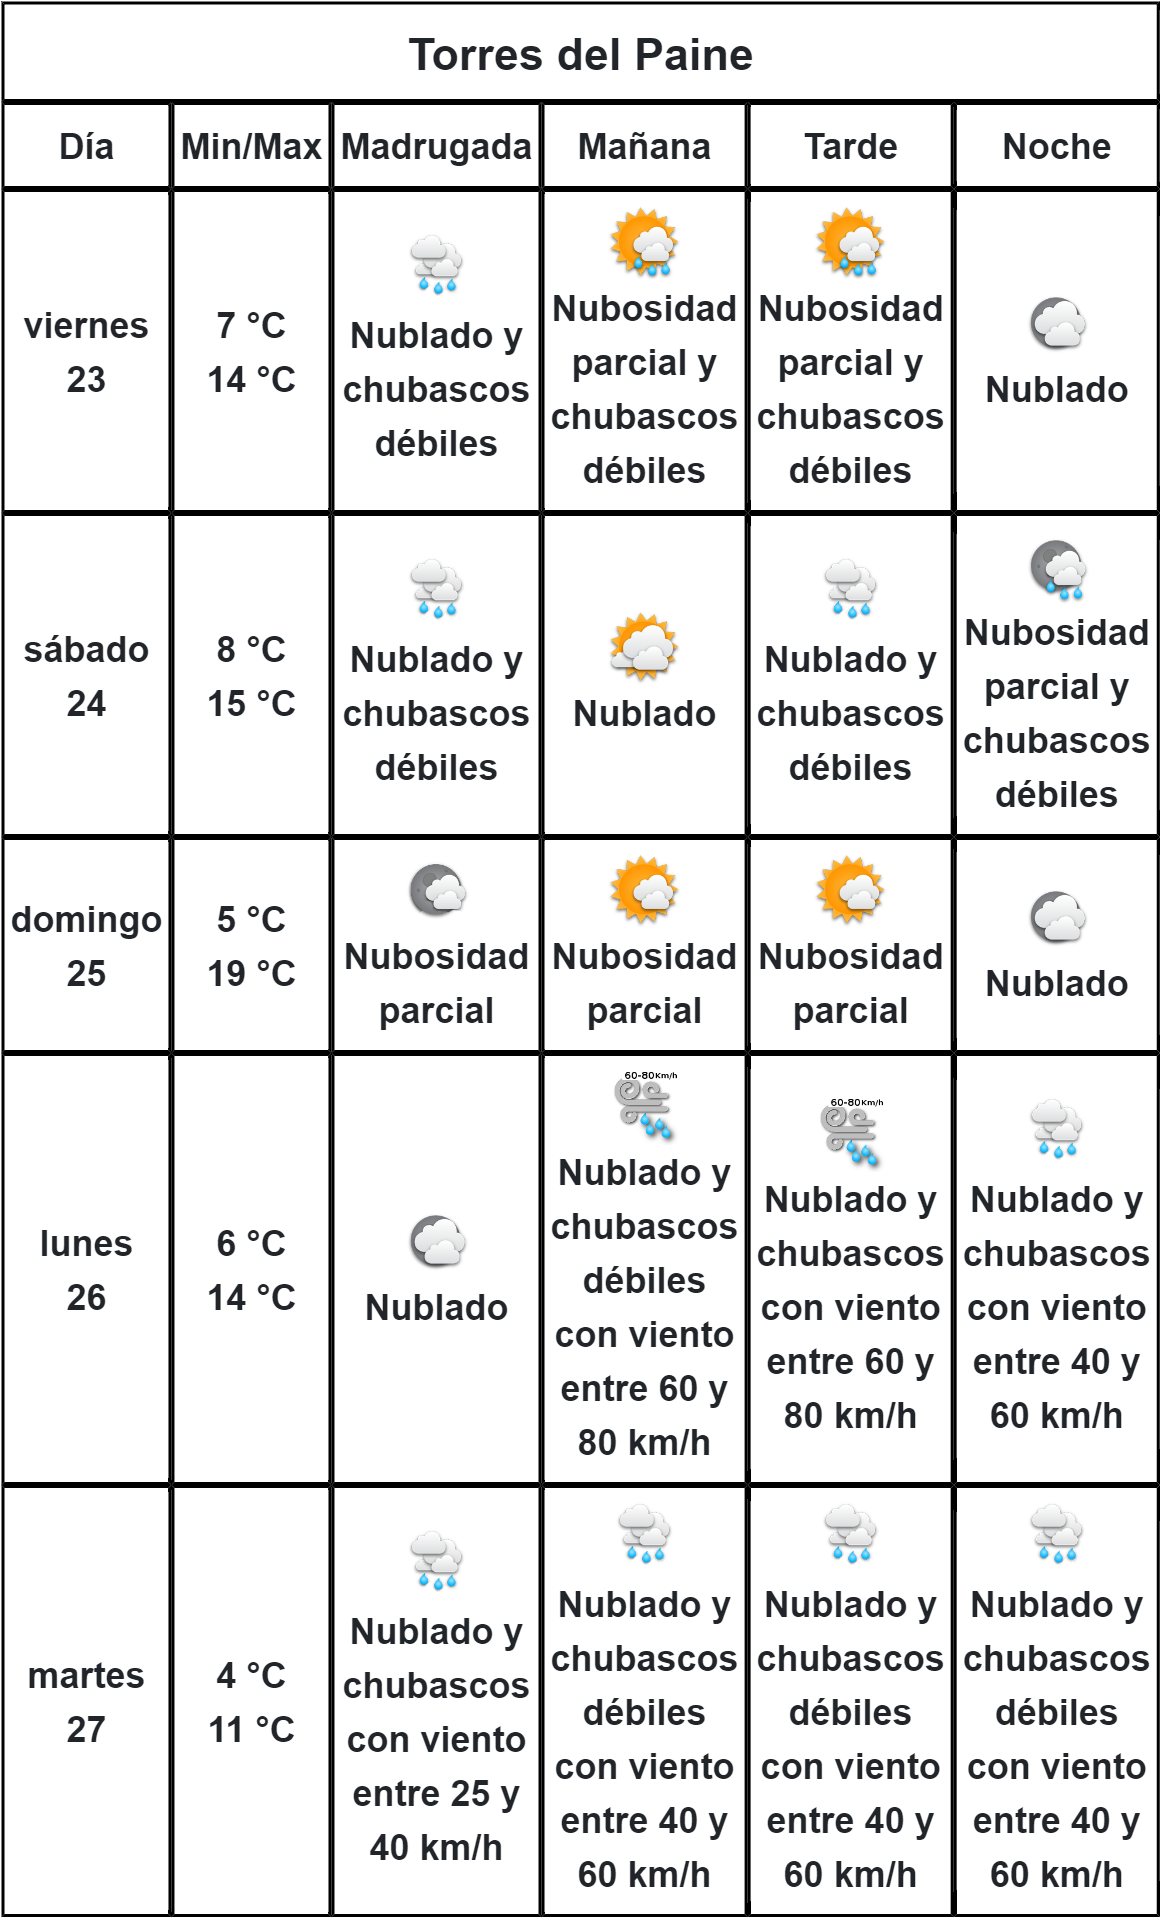 Torres del Paine
Día Min/Max Madrugada Mañana Tarde Noche
viernes
23
7 °C
14 °C
Nublado y
chubascos
débiles
Nubosidad
parcial y
chubascos
débiles
Nubosidad
parcial y
chubascos
débiles
Nublado
sábado
24
8 °C
15 °C
Nublado y
chubascos
débiles
Nublado
Nublado y
chubascos
débiles
Nubosidad
parcial y
chubascos
débiles
domingo
25
5 °C
19 °C
Nubosidad
parcial
Nubosidad
parcial
Nubosidad
parcial
Nublado
lunes
26
6 °C
14 °C
Nublado
60-80Km/h
Nublado y
chubascos
débiles
con viento
entre 60 y
80 km/h
60-80Km/h
Nublado y
chubascos
con viento
entre 60 y
80 km/h
Nublado y
chubascos
con viento
entre 40 y
60 km/h
martes
27
4 °C
11 °C
Nublado y
chubascos
con viento
entre 25 y
40 km/h
Nublado y
chubascos
débiles
con viento
entre 40 y
60 km/h
Nublado y
chubascos
débiles
con viento
entre 40 y
60 km/h
Nublado y
chubascos
débiles
con viento
entre 40 y
60 km/h